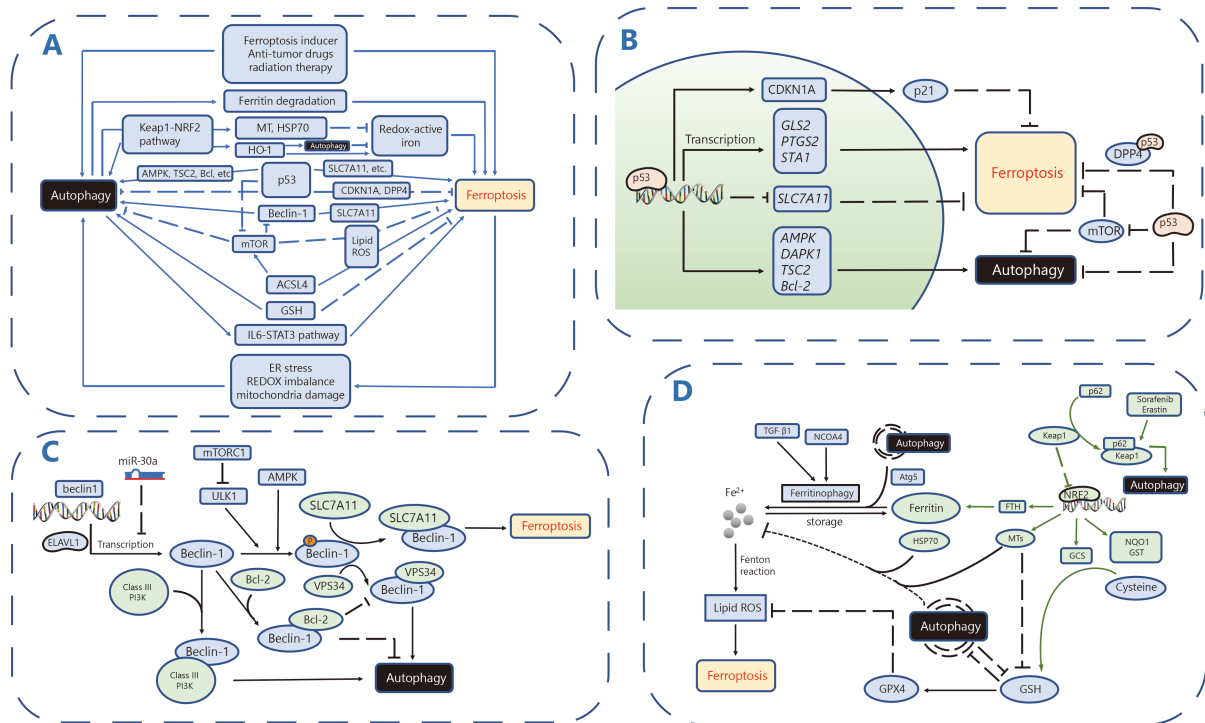 A
Ferroptosis inducer
Anti-tumor drugs
radiation therapy
Ferritin degradation
Keap1-NRF2
pathway
MT, HSP70
HO-1
Autophagy
Redox-active
iron
AMPK, TSC2, Bcl, etc
p53
SLC7A11, etc.
CDKN1A, DPP4
Autophagy
Ferroptosis
Beclin-1
SLC7A11
mTOR
Lipid
ROS
ACSL4
GSH
IL6-STAT3 pathway
ER stress
REDOX imbalance
mitochondria damage
B
CDKN1A
p21
Transcription
GLS2
PTGS2
STA1
p53
SLC7A11
AMPK
DAPK1
TSC2
Bcl-2
Ferroptosis
DPP4
p53
mTOR
p53
Autophagy
C
miR-30a
beclin1
ELAVL1
Transcription
mTORC1
ULK1
AMPK
SLC7A11
SLC7A11
Beclin-1
Ferroptosis
Beclin-1
P
Beclin-1
VPS34
VPS34
Beclin-1
Class III
PI3K
Bcl-2
Bcl-2
Beclin-1
Beclin-1
Class III
PI3K
Autophagy
D
p62
Sorafenib
Erastin
TGF-β1
NCOA4
Autophagy
Keap1
p62
Keap1
Atg5
Ferritinophagy
Autophagy
Fe2+
NRF2
storage
Ferritin
FTH
HSP70
MTs
GCS
NQO1
GST
Fenton
reaction
Cysteine
Lipid ROS
Autophagy
Ferroptosis
GPX4
GSH